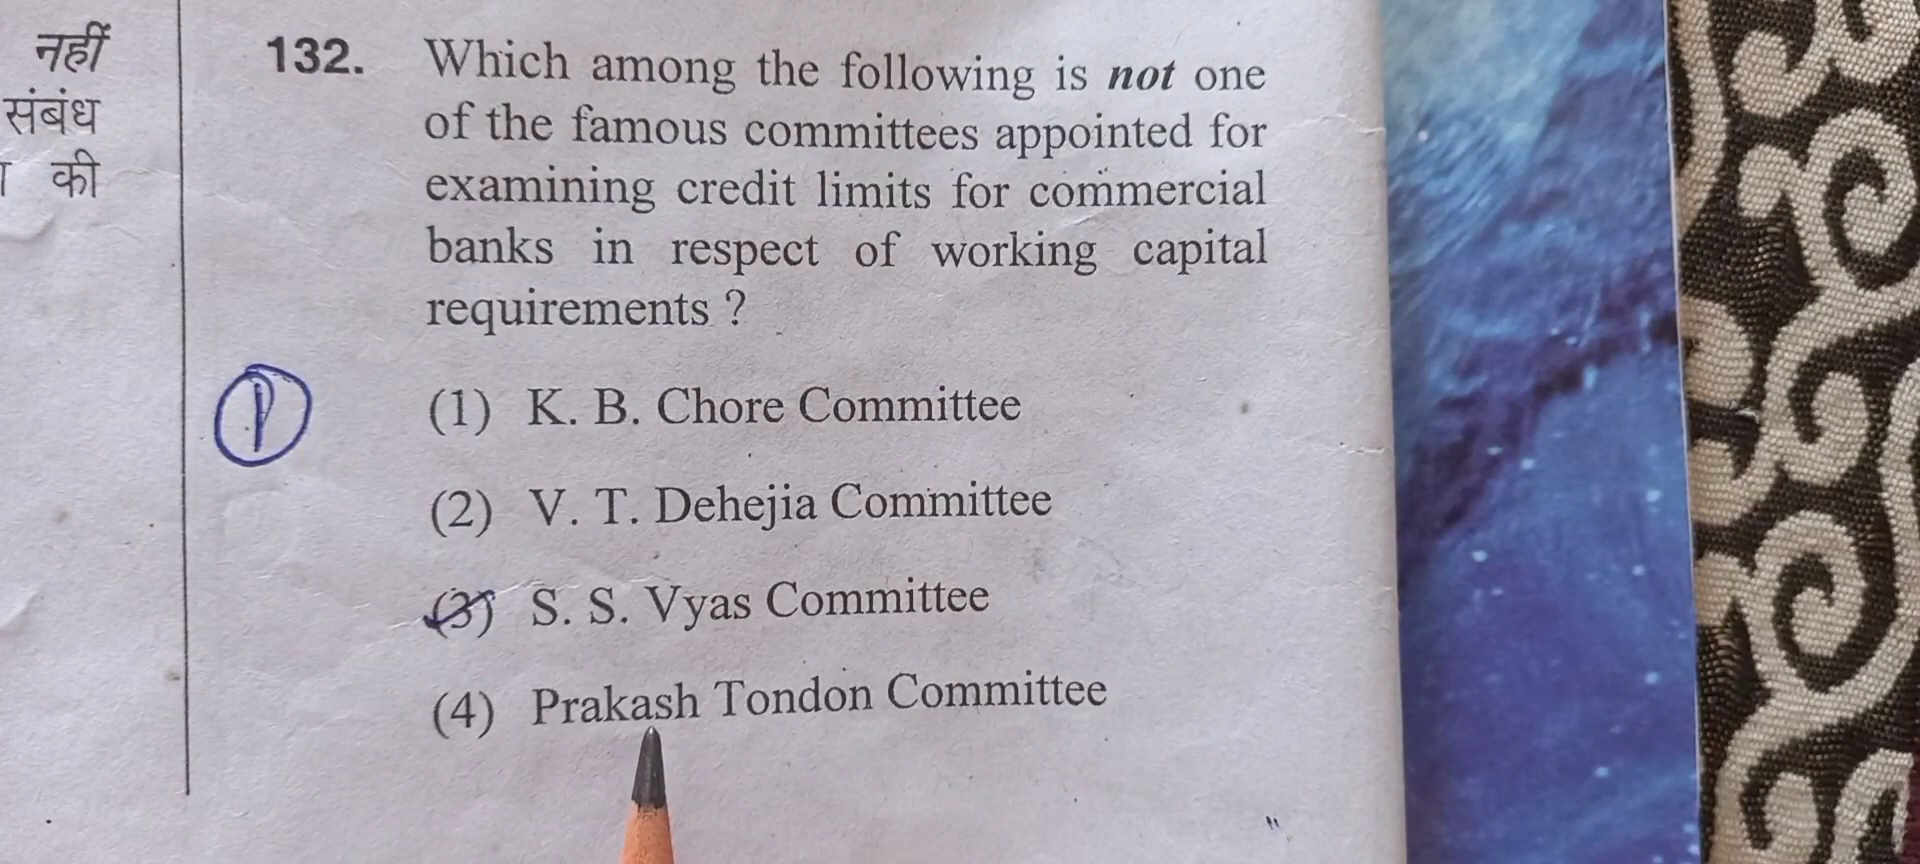 नहीं
संबंध
की
132. Which among the following is not one
of the famous committees appointed for
examining credit limits for commercial
banks in respect of working capital
requirements ?
(1) K. B. Chore Committee
(2) V. T. Dehejia Committee
(3) S. S. Vyas Committee
(4) Prakash Tondon Committee